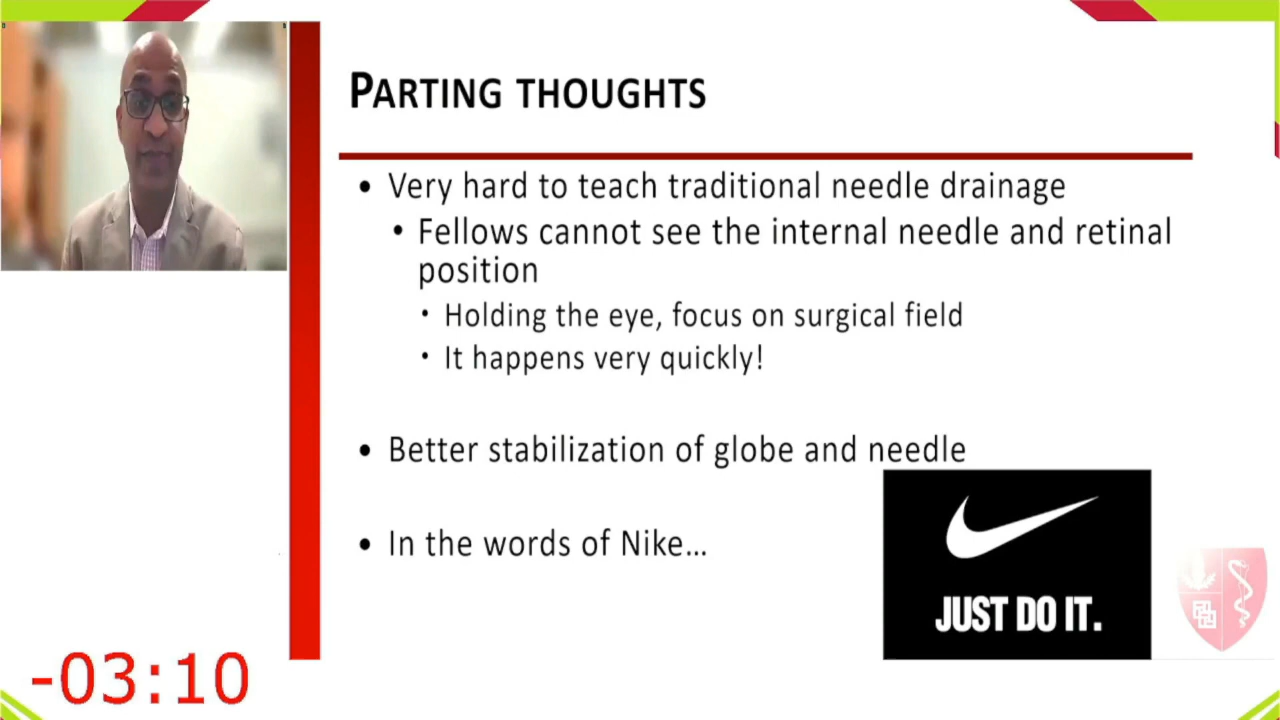 PARTING THOUGHTS
• Very hard to teach traditional needle drainage
• Fellows cannot see the internal needle and retinal
position
• Holding the eye, focus on surgical field
• It happens very quickly!
• Better stabilization of globe and needle
• In the words of Nike...
JUST DO IT.
-03:10